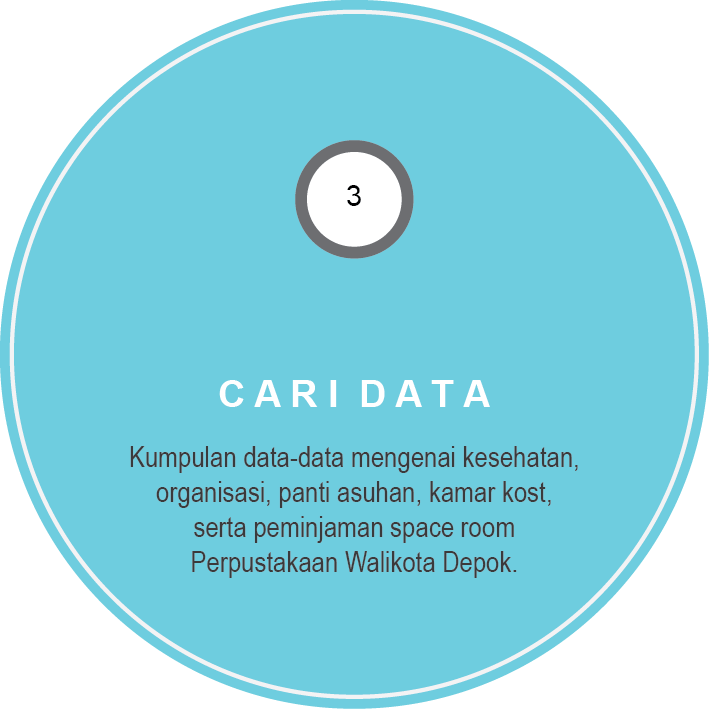 3
CARI DATA
Kumpulan data-data mengenai kesehatan,
organisasi, panti asuhan, kamar kost,
serta peminjaman space room
Perpustakaan Walikota Depok.